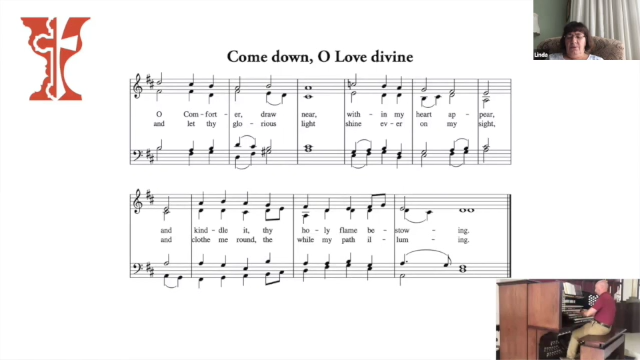 Come down, O Love divine
O Com - fort - er, draw near, with - in my heart ap - pear,
and let thy glo - rious light shine ev - er on my sight,
and kin - dle it, thy ho - ly flame be - stow - ing.
and clothe me round, the while my path il - lum - ing.
Linda